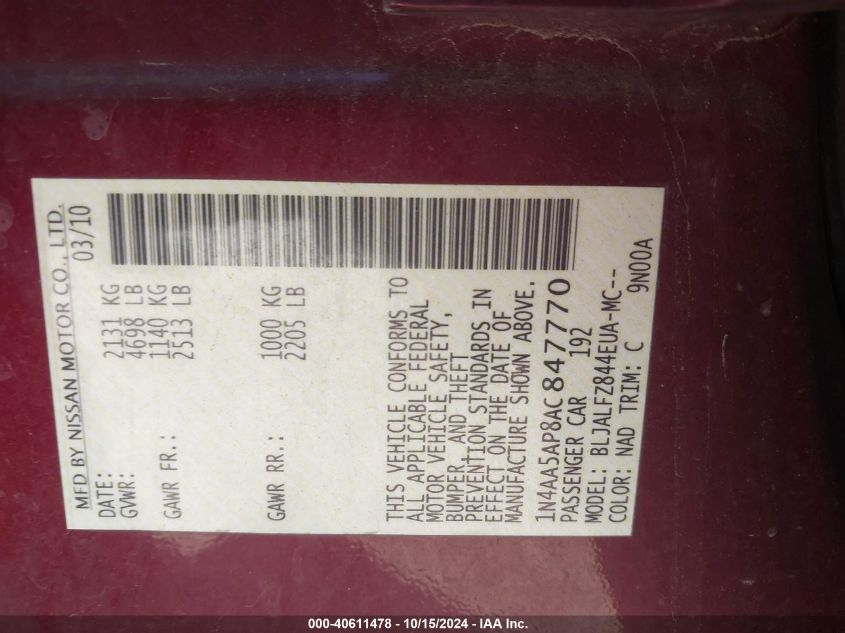 MFD BY NISSAN MOTOR CO., LTD.
DATE: 03/10
GVWR: 2131 KG
4698 LB
GAWR FR.: 1140 KG
2513 LB
GAWR RR.: 1000 KG
2205 LB
THIS VEHICLE CONFORMS TO
ALL APPLICABLE FEDERAL
MOTOR VEHICLE SAFETY,
BUMPER, AND THEFT
PREVENTION STANDARDS IN
EFFECT ON THE DATE OF
MANUFACTURE SHOWN ABOVE.
1N4AA5AP8AC847770
PASSENGER CAR 192
MODEL: BLJALFZ844EUA-MC--
COLOR: NAD TRIM: C 9N00A
000-40611478 - 10/15/2024 - IAA Inc.